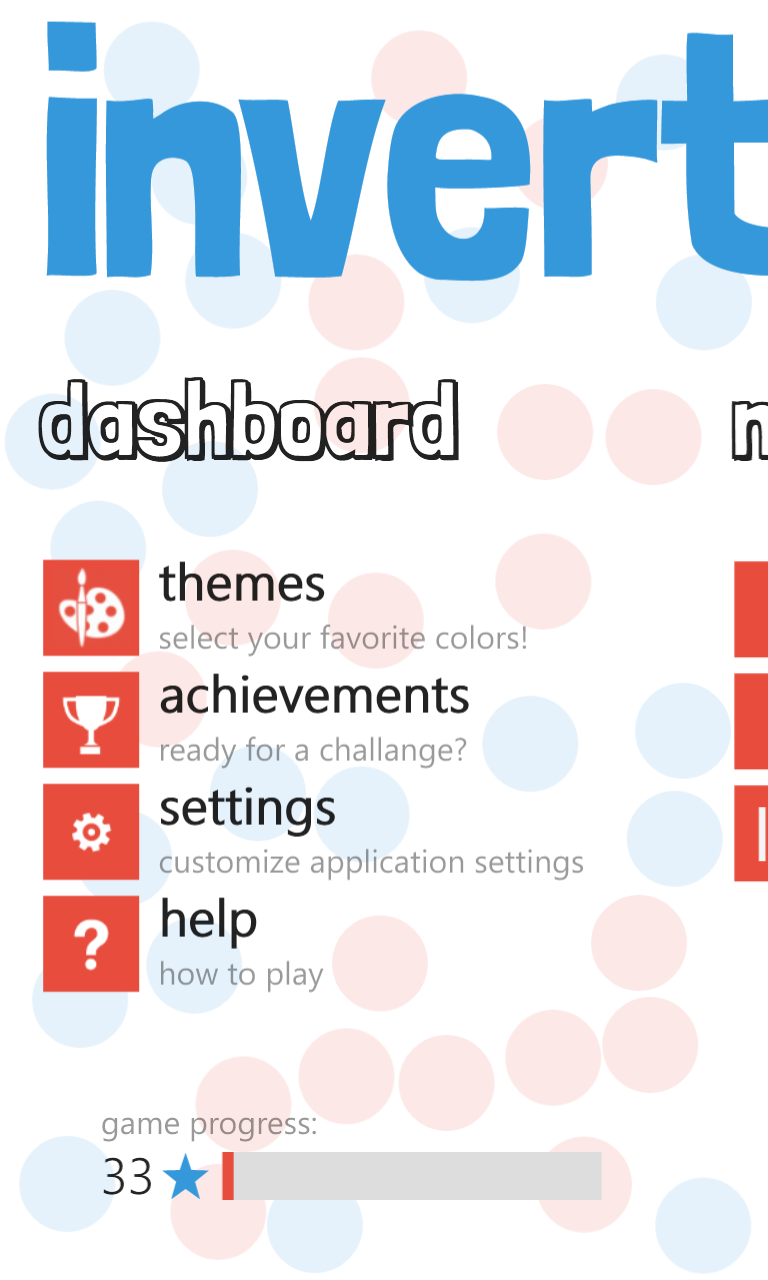 invert
dashboard
themes
select your favorite colors!
achievements
ready for a challange?
settings
customize application settings
help
how to play
game progress:
33